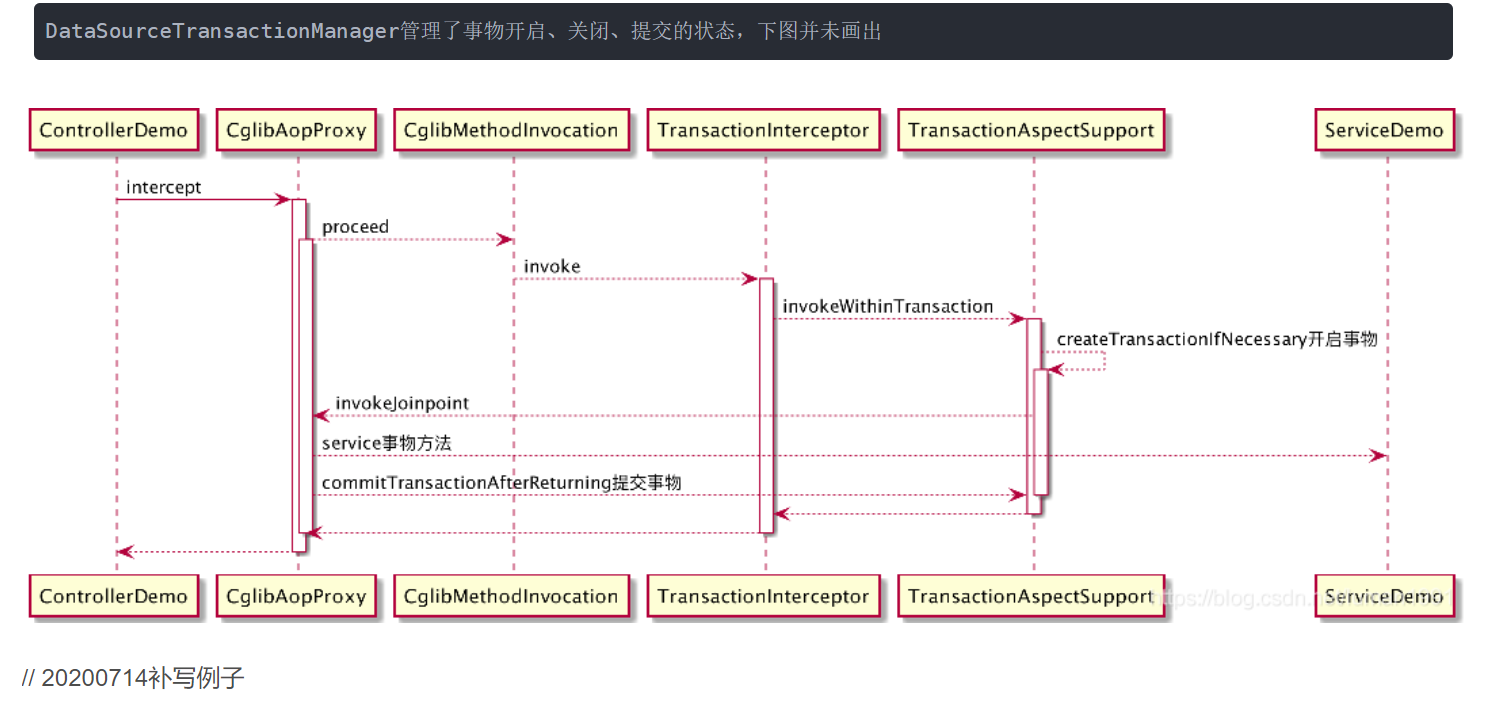 DataSourceTransactionManager管理了事物开启、关闭、提交的状态，下图并未画出
ControllerDemo CglibAopProxy CglibMethodInvocation TransactionInterceptor TransactionAspectSupport ServiceDemo
intercept
proceed
invoke
invokeWithinTransaction
createTransactionIfNecessary开启事物
invokeJoinpoint
service事物方法
commitTransactionAfterReturning提交事物
ControllerDemo CglibAopProxy CglibMethodInvocation TransactionInterceptor TransactionAspectSupport ServiceDemo
// 20200714补写例子